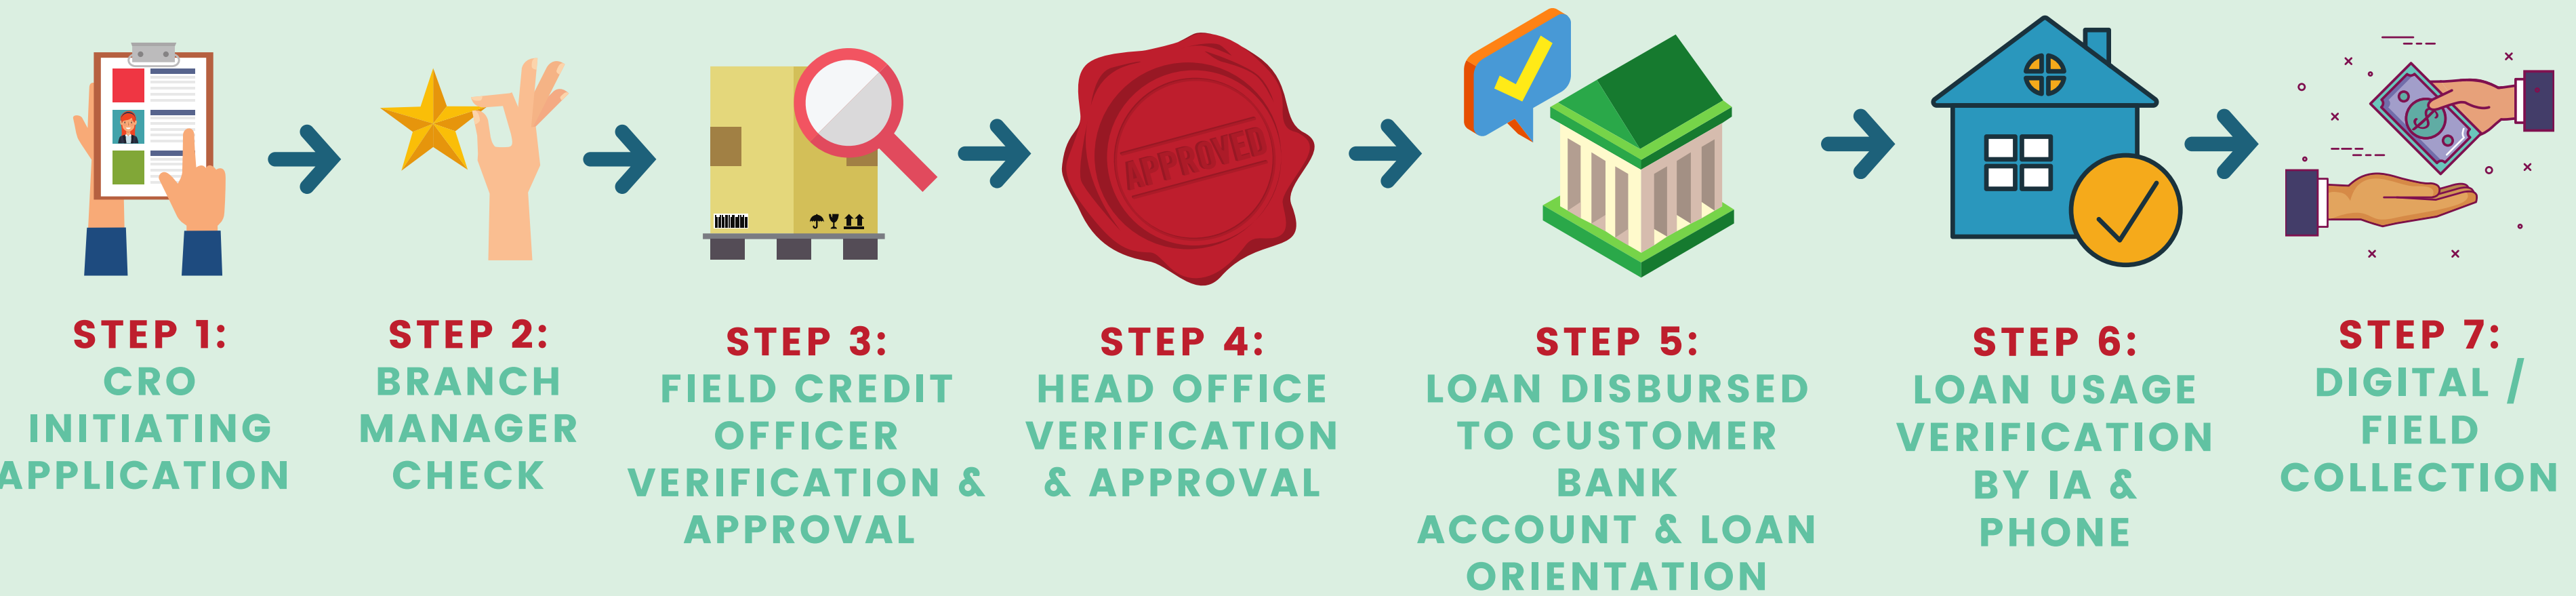 STEP 1:
CRO
INITIATING
APPLICATION
STEP 2:
BRANCH
MANAGER
CHECK
STEP 3:
FIELD CREDIT
OFFICER
VERIFICATION &
APPROVAL
APPROVED
STEP 4:
HEAD OFFICE
VERIFICATION
& APPROVAL
STEP 5:
LOAN DISBURSED
TO CUSTOMER
BANK
ACCOUNT & LOAN
ORIENTATION
STEP 6:
LOAN USAGE
VERIFICATION
BY IA &
PHONE
$
STEP 7:
DIGITAL /
FIELD
COLLECTION